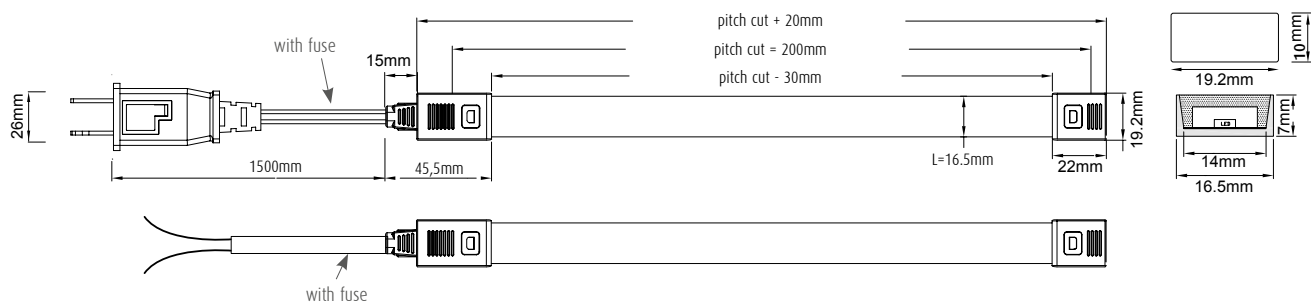 pitch cut + 20mm
with fuse
pitch cut = 200mm
15mm
pitch cut - 30mm
26mm
1500mm
45,5mm
L=16.5mm
22mm
19.2mm
10mm
19.2mm
LED
7mm
14mm
16.5mm
with fuse